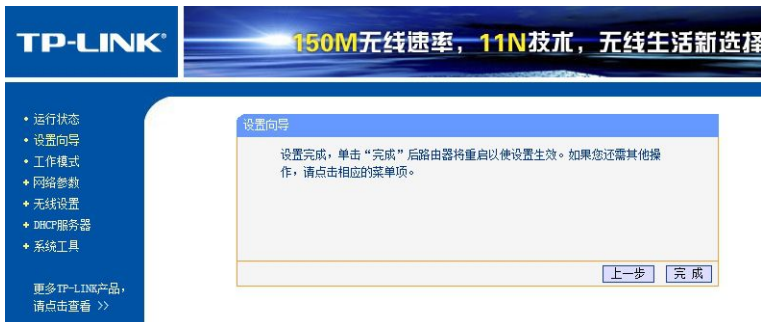 TP-LINK®
150M无线速率，11N技术，无线生活新选择
• 运行状态
• 设置向导
• 工作模式
+ 网络参数
+ 无线设置
+ DHCP服务器
+ 系统工具
更多TP-LINK产品，
请点击查看 >>
设置向导
设置完成，单击“完成”后路由器将重启以使设置生效。如果您还需其他操
作，请点击相应的菜单项。
上一步 完 成